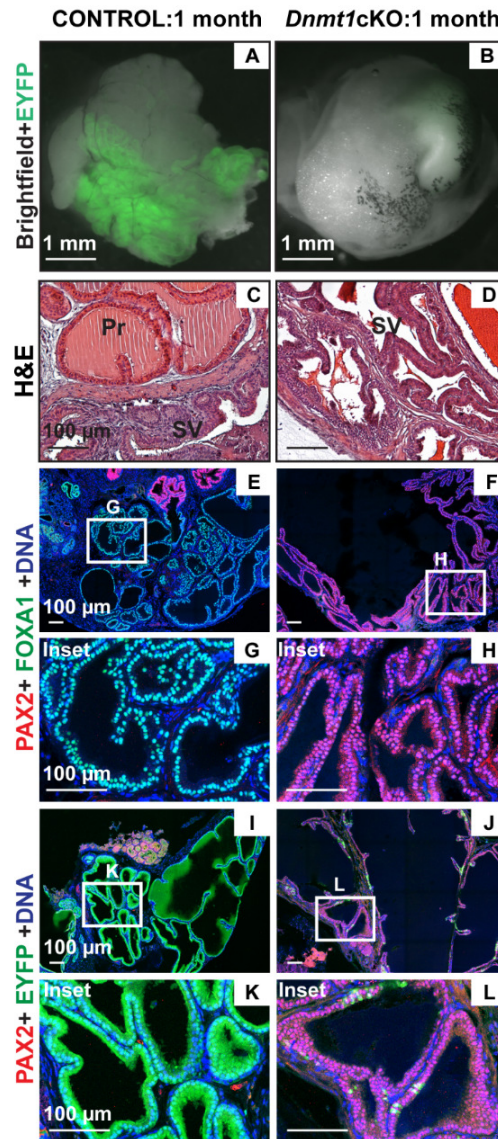 CONTROL:1 month
Dnmt1cKO:1 month
Brightfield+EYFP
A
1 mm
B
1 mm
H&E
C
Pr
SV
100 µm
D
SV
PAX2+ FOXA1 +DNA
E
G
100 µm
F
H
Inset
G
100 µm
Inset
H
PAX2+ EYFP +DNA
I
K
100 µm
J
L
Inset
K
100 µm
Inset
L